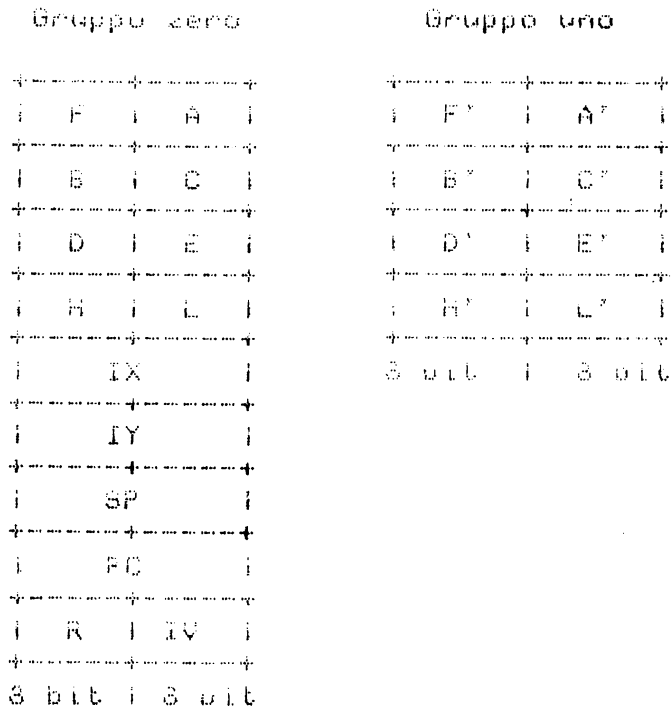 Gruppo zero Gruppo uno
F A F' A'
B C B' C'
D E D' E'
H L H' L'
IX 8 bit | 8 bit
IY
SP
PC
R IV
8 bit | 8 bit